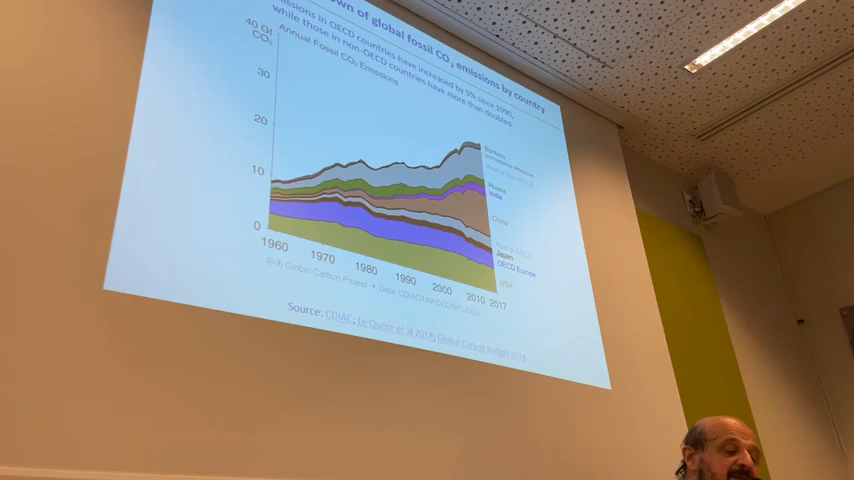 own of global fossil CO₂ emissions by country
issions in OECD countries have increased by 5% since 1990,
while those in non-OECD countries have more than doubled
Annual Fossil CO₂ Emissions
40 Gt
CO₂
30
20
10
0
1960
1970
1980
1990
2000
2010
2017
Bunkers
Russia
India
China
Rest of OECD
Japan
OECD Europe
USA
Global Carbon Project • Data: CDIAC/
Source: CDIAC; Le Quéré et al 2018; Global Carbon Budget 2018